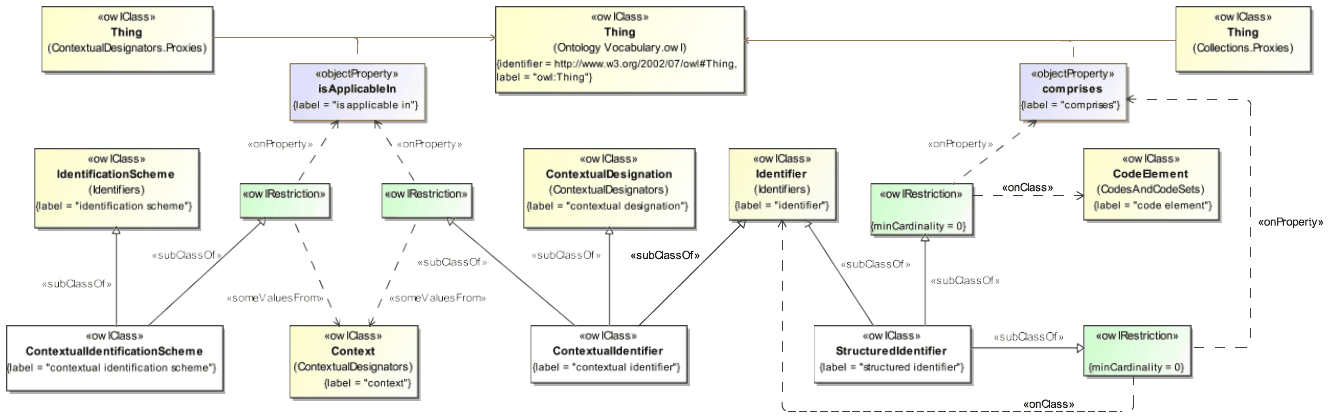 «owlClass»
Thing
(ContextualDesignators.Proxies)
«owlClass»
Thing
(Ontology Vocabulary.owl)
{identifier = http://www.w3.org/2002/07/owl#Thing,
label = "owl:Thing"}
«owlClass»
Thing
(Collections.Proxies)
«objectProperty»
isApplicableIn
{label = "is applicable in"}
«objectProperty»
comprises
{label = "comprises"}
«onProperty»
«onProperty»
«onProperty»
«owlClass»
IdentificationScheme
(Identifiers)
{label = "identification scheme"}
«owlRestriction»
«owlRestriction»
«owlClass»
ContextualDesignation
(ContextualDesignators)
{label = "contextual designation"}
«owlClass»
Identifier
(Identifiers)
{label = "identifier"}
«owlRestriction»
{minCardinality = 0}
«onClass»
«owlClass»
CodeElement
(CodesAndCodeSets)
{label = "code element"}
«onProperty»
«subClassOf»
«subClassOf»
«someValuesFrom»
«someValuesFrom»
«subClassOf»
«subClassOf»
«subClassOf»
«subClassOf»
«subClassOf»
«owlClass»
ContextualIdentificationScheme
{label = "contextual identification scheme"}
«owlClass»
Context
(ContextualDesignators)
{label = "context"}
«owlClass»
ContextualIdentifier
{label = "contextual identifier"}
«owlClass»
StructuredIdentifier
{label = "structured identifier"}
«subClassOf»
«owlRestriction»
{minCardinality = 0}
«onClass»